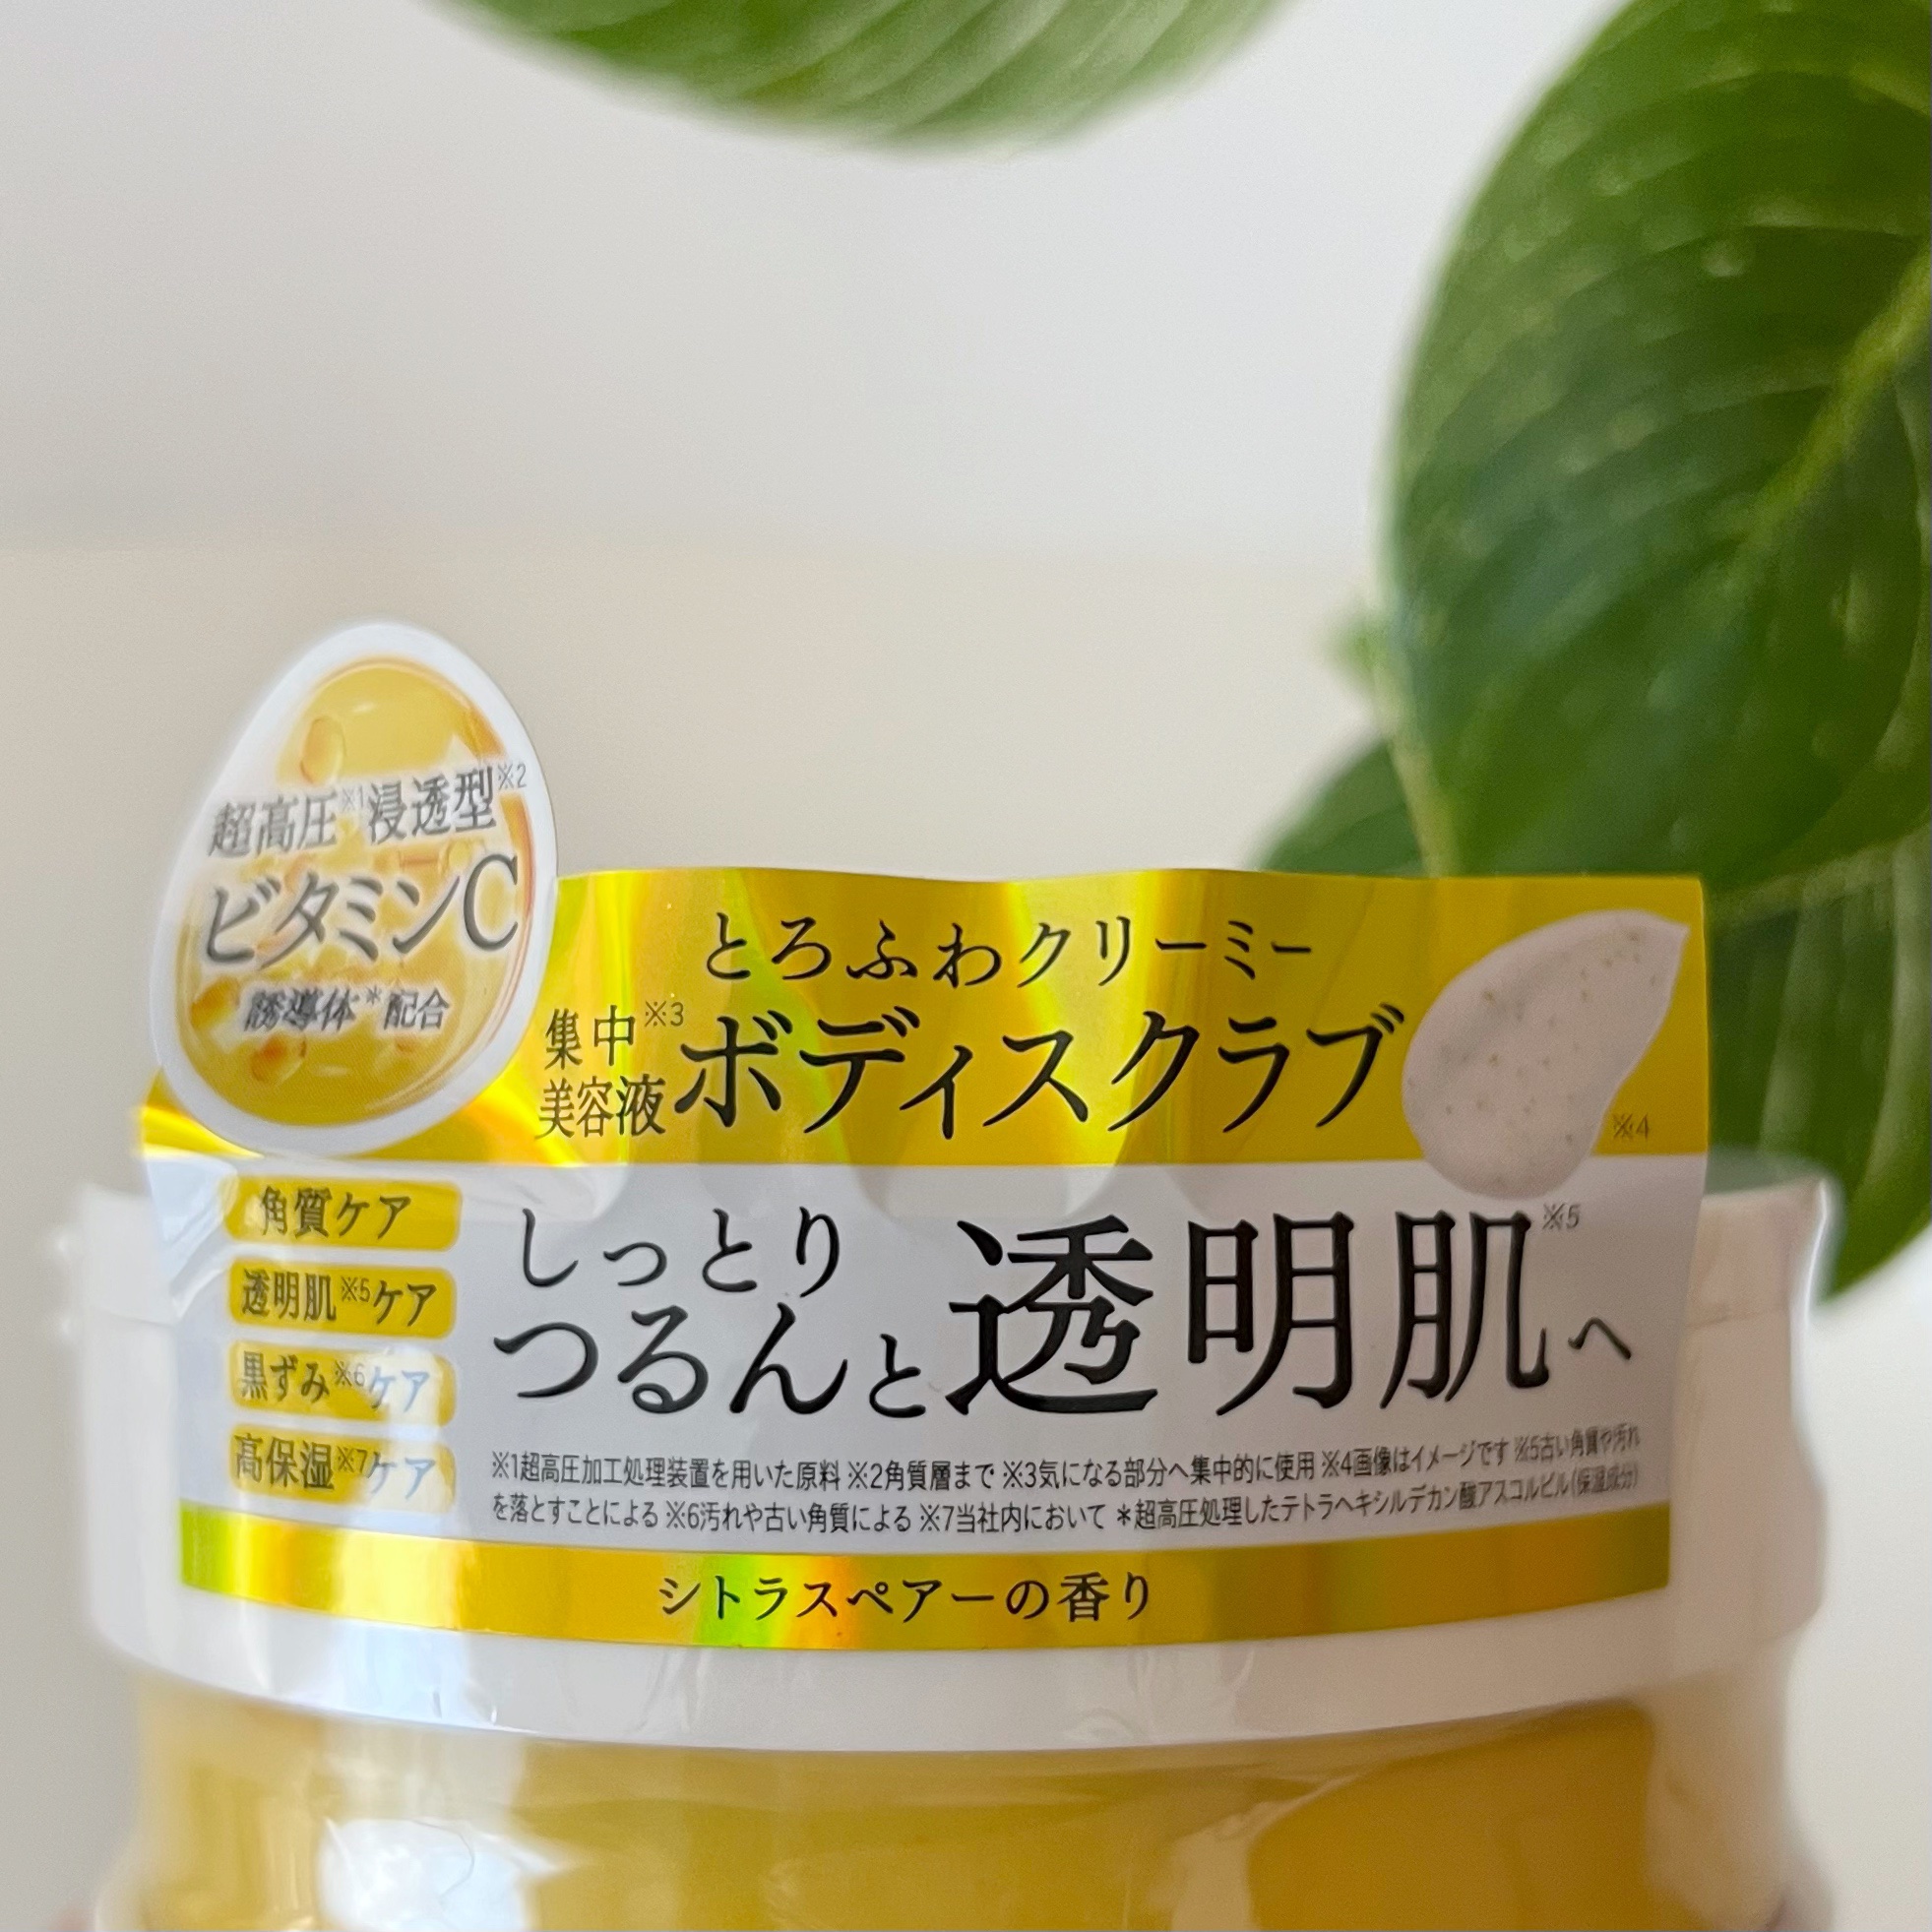 超高圧※1浸透型※2
ビタミンC
誘導体*配合
とろふわクリーミー
集中※3
美容液
ボディスクラブ
※4
角質ケア
透明肌※5ケア
黒ずみ※6ケア
高保湿※7ケア
しっとり
つるんと透明肌※5へ
※1超高圧加工処理装置を用いた原料 ※2角質層まで ※3気になる部分へ集中的に使用 ※4画像はイメージです ※5古い角質や汚れ
を落とすことによる ※6汚れや古い角質による ※7当社内において *超高圧処理したテトラヘキシルデカン酸アスコルビル(保湿成分)
シトラスペアーの香り